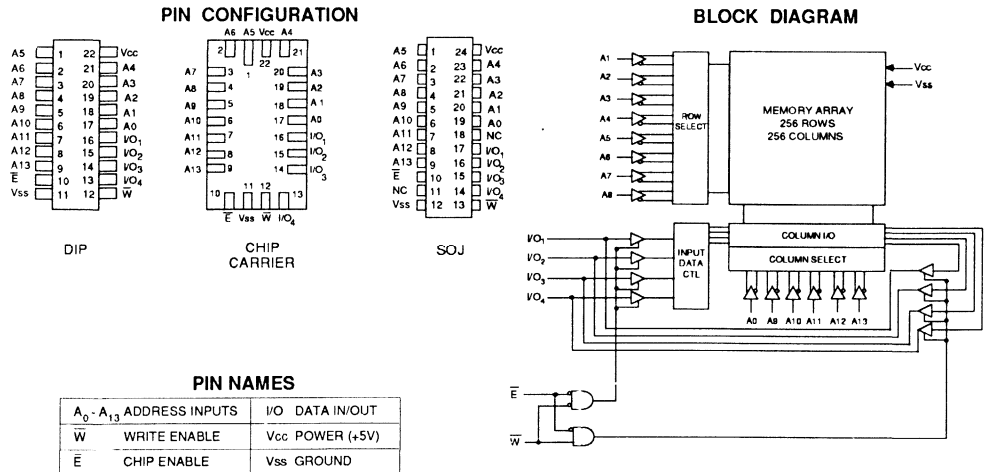 PIN CONFIGURATION
A5 1 22 Vcc
A6 2 21 A4
A7 3 20 A3
A8 4 19 A2
A9 5 18 A1
A10 6 17 A0
A11 7 16 I/O1
A12 8 15 I/O2
A13 9 14 I/O3
E 10 13 I/O4
Vss 11 12 W
DIP
A6 A5 Vcc A4
2 1 22 21
A7 3 20 A3
A8 4 19 A2
A9 5 18 A1
A10 6 17 A0
A11 7 16 I/O1
A12 8 15 I/O2
A13 9 14 I/O3
10 11 12 13
E Vss W I/O4
CHIP
CARRIER
A5 1 24 Vcc
A6 2 23 A4
A7 3 22 A3
A8 4 21 A2
A9 5 20 A1
A10 6 19 A0
A11 7 18 NC
A12 8 17 I/O1
A13 9 16 I/O2
E 10 15 I/O3
NC 11 14 I/O4
Vss 12 13 W
SOJ
BLOCK DIAGRAM
A1
A2
A3
A4
A5
A6
A7
A8
ROW
SELECT
MEMORY ARRAY
256 ROWS
256 COLUMNS
Vcc
Vss
I/O1
I/O2
I/O3
I/O4
INPUT
DATA
CTL
COLUMN I/O
COLUMN SELECT
A0 A9 A10 A11 A12 A13
E
W
PIN NAMES
A0 - A13 ADDRESS INPUTS I/O DATA IN/OUT
W WRITE ENABLE Vcc POWER (+5V)
E CHIP ENABLE Vss GROUND